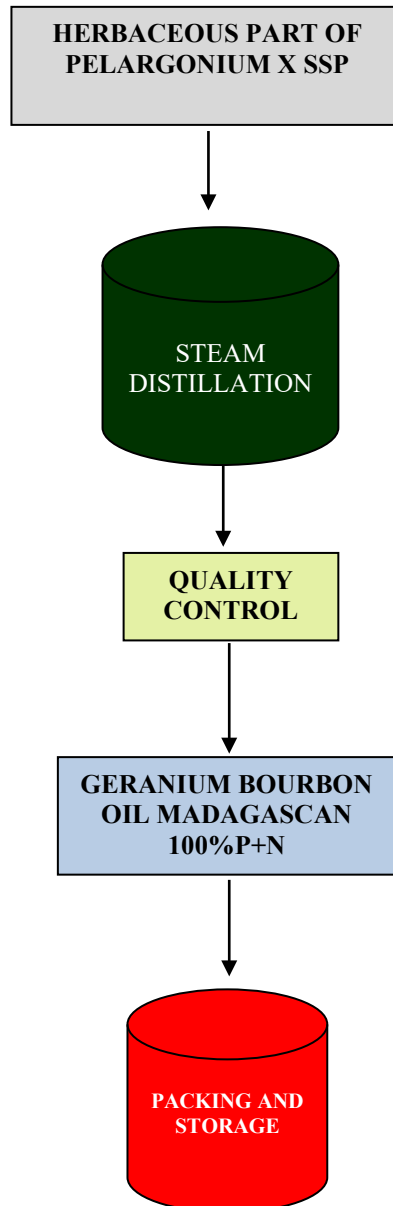 HERBACEOUS PART OF
PELARGONIUM X SSP
STEAM
DISTILLATION
QUALITY
CONTROL
GERANIUM BOURBON
OIL MADAGASCAN
100%P+N
PACKING AND
STORAGE